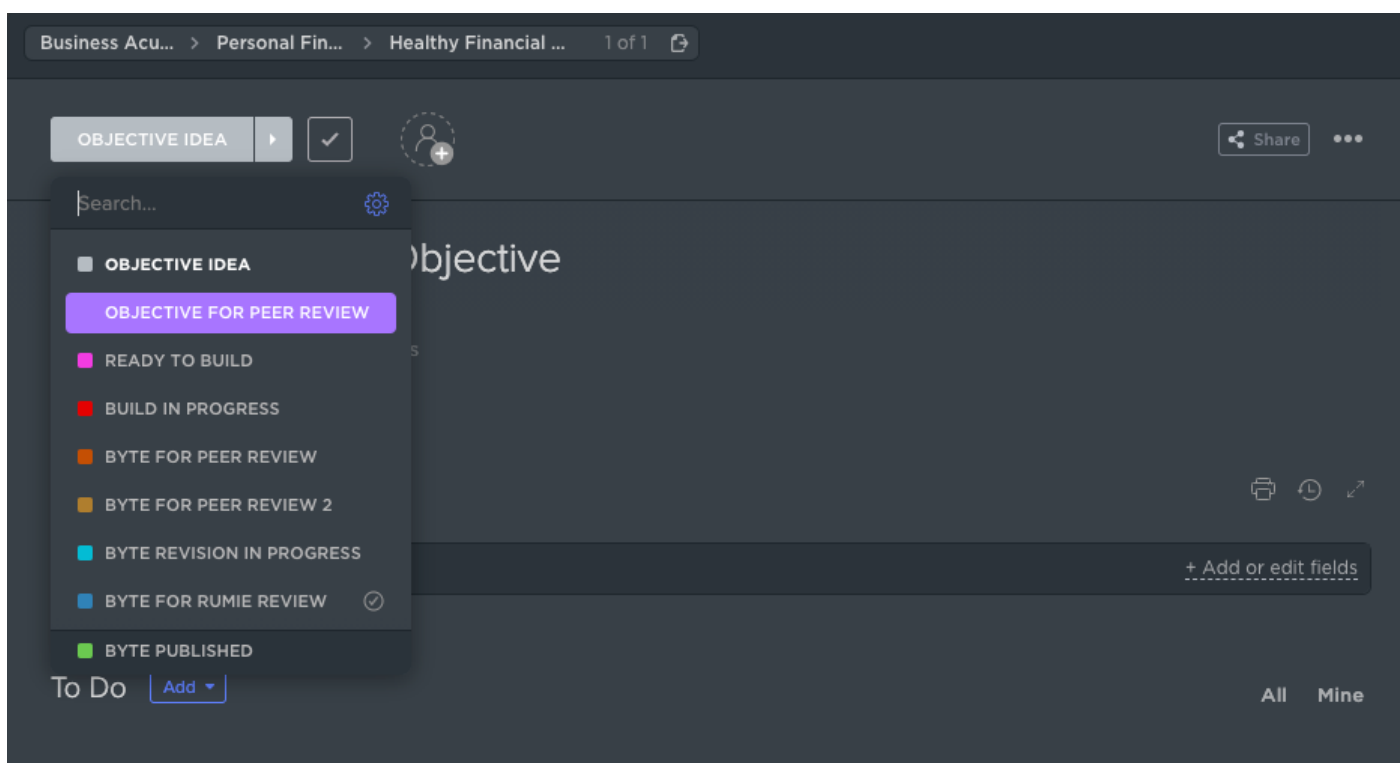 Business Acu... > Personal Fin... > Healthy Financial ... 1 of 1
OBJECTIVE IDEA
Share
Search...
OBJECTIVE IDEA
bjective
OBJECTIVE FOR PEER REVIEW
READY TO BUILD
s
BUILD IN PROGRESS
BYTE FOR PEER REVIEW
BYTE FOR PEER REVIEW 2
BYTE REVISION IN PROGRESS
+ Add or edit fields
BYTE FOR RUMIE REVIEW
BYTE PUBLISHED
To Do Add
All Mine